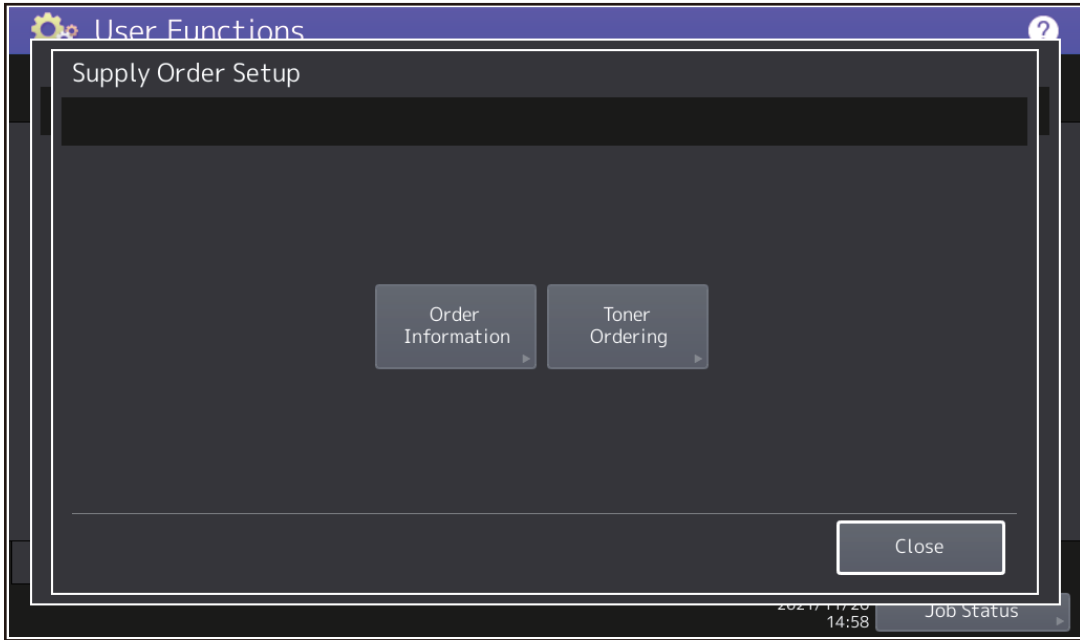 User Functions
?
Supply Order Setup
Order
Information
Toner
Ordering
Close
14:58
Job Status